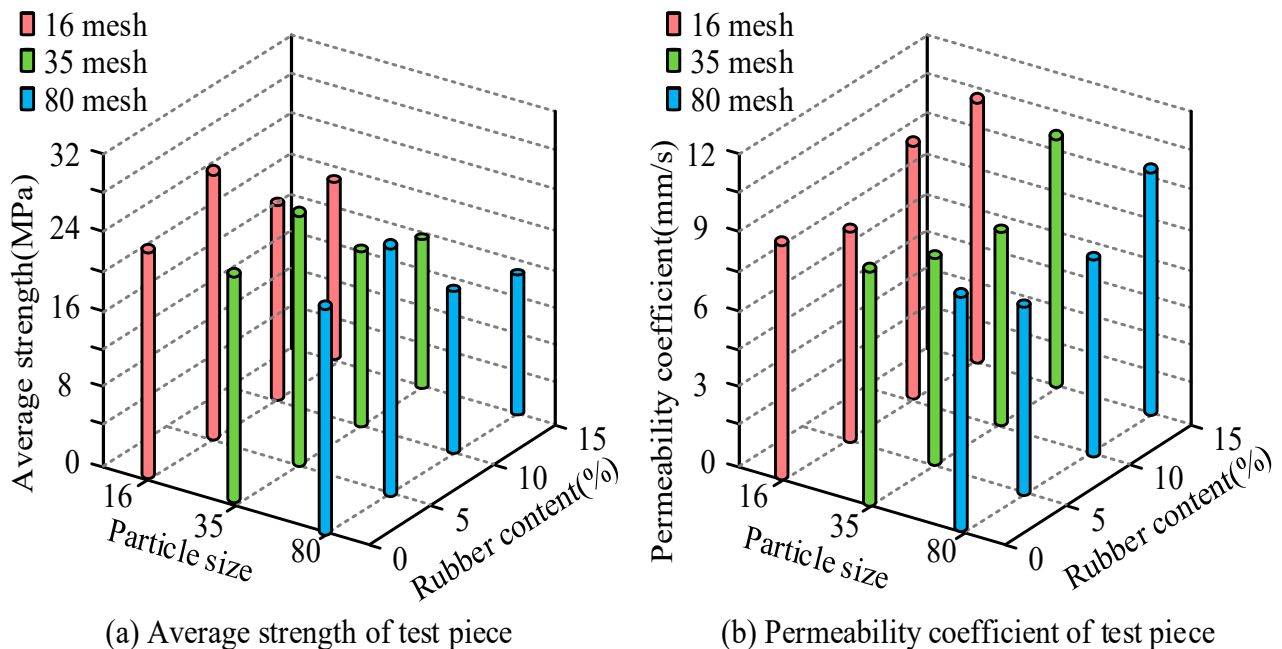 16 mesh
35 mesh
80 mesh
32
24
16
8
0
Average strength(MPa)
16
35
80
Particle size
0
5
10
15
Rubber content(%)
(a) Average strength of test piece
16 mesh
35 mesh
80 mesh
12
9
6
3
0
Permeability coefficient(mm/s)
16
35
80
Particle size
0
5
10
15
Rubber content(%)
(b) Permeability coefficient of test piece